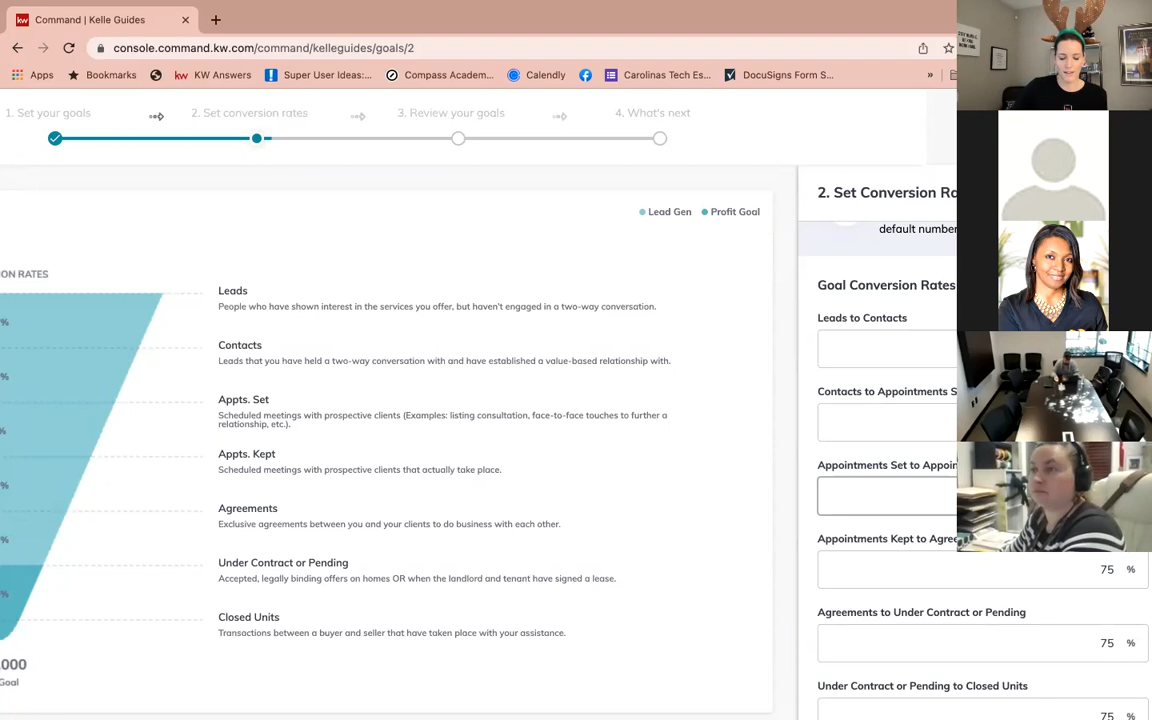 kw Command | Kelle Guides
console.command.kw.com/command/kelleguides/goals/2
Apps Bookmarks kw KW Answers Super User Ideas:... Compass Academ... Calendly Carolinas Tech Es... DocuSigns Form S... »
1. Set your goals 2. Set conversion rates 3. Review your goals 4. What's next
Lead Gen Profit Goal
ION RATES
Leads
People who have shown interest in the services you offer, but haven't engaged in a two-way conversation.
%
Contacts
Leads that you have held a two-way conversation with and have established a value-based relationship with.
%
Appts. Set
Scheduled meetings with prospective clients (Examples: listing consultation, face-to-face touches to further a
relationship, etc.).
%
Appts. Kept
Scheduled meetings with prospective clients that actually take place.
%
Agreements
Exclusive agreements between you and your clients to do business with each other.
%
Under Contract or Pending
Accepted, legally binding offers on homes OR when the landlord and tenant have signed a lease.
%
Closed Units
Transactions between a buyer and seller that have taken place with your assistance.
,000
Goal
2. Set Conversion Ra
default number
Goal Conversion Rates
Leads to Contacts
Contacts to Appointments S
Appointments Set to Appoin
Appointments Kept to Agree
75 %
Agreements to Under Contract or Pending
75 %
Under Contract or Pending to Closed Units
75 %